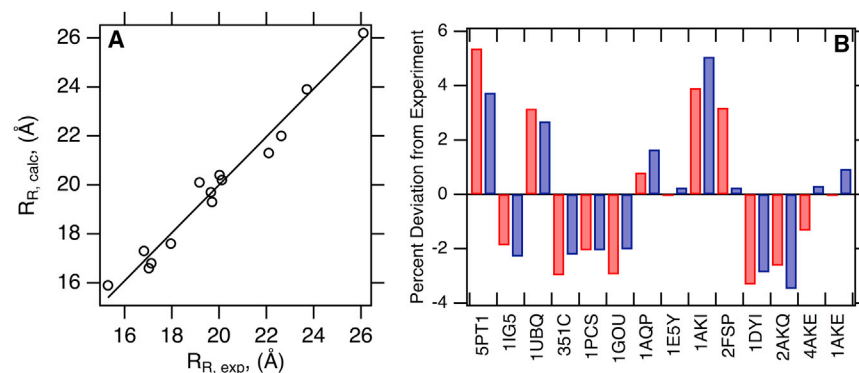 A
26
24
22
20
18
16
R_R, calc, (Å)
16 18 20 22 24 26
R_R, exp, (Å)
B
6
4
2
0
-2
-4
Percent Deviation from Experiment
5PT1 1IG5 1UBQ 351C 1PCS 1GOU 1AQP 1E5Y 1AKI 2FSP 1DYI 2AKQ 4AKE 1AKE